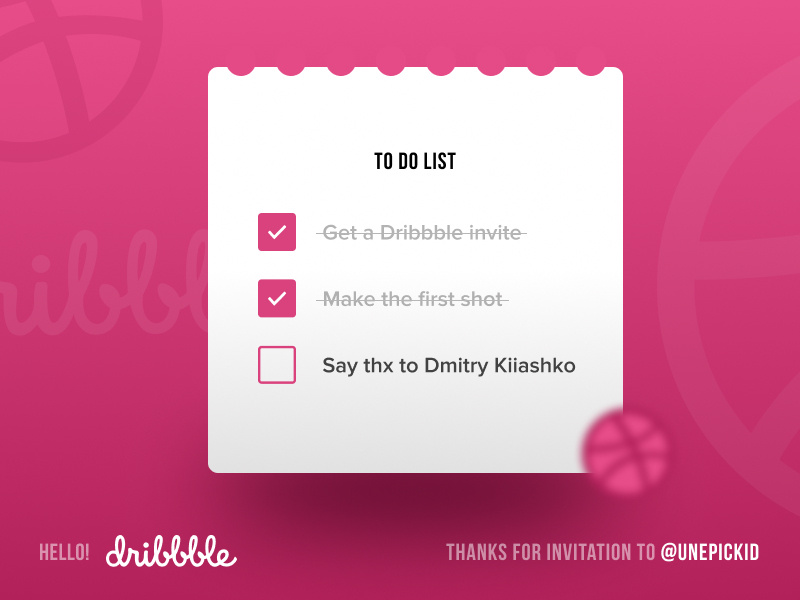 TO DO LIST
Get a Dribbble invite
Make the first shot
Say thx to Dmitry Kiiashko
dribbble
HELLO! dribbble
THANKS FOR INVITATION TO @UNEPICKID